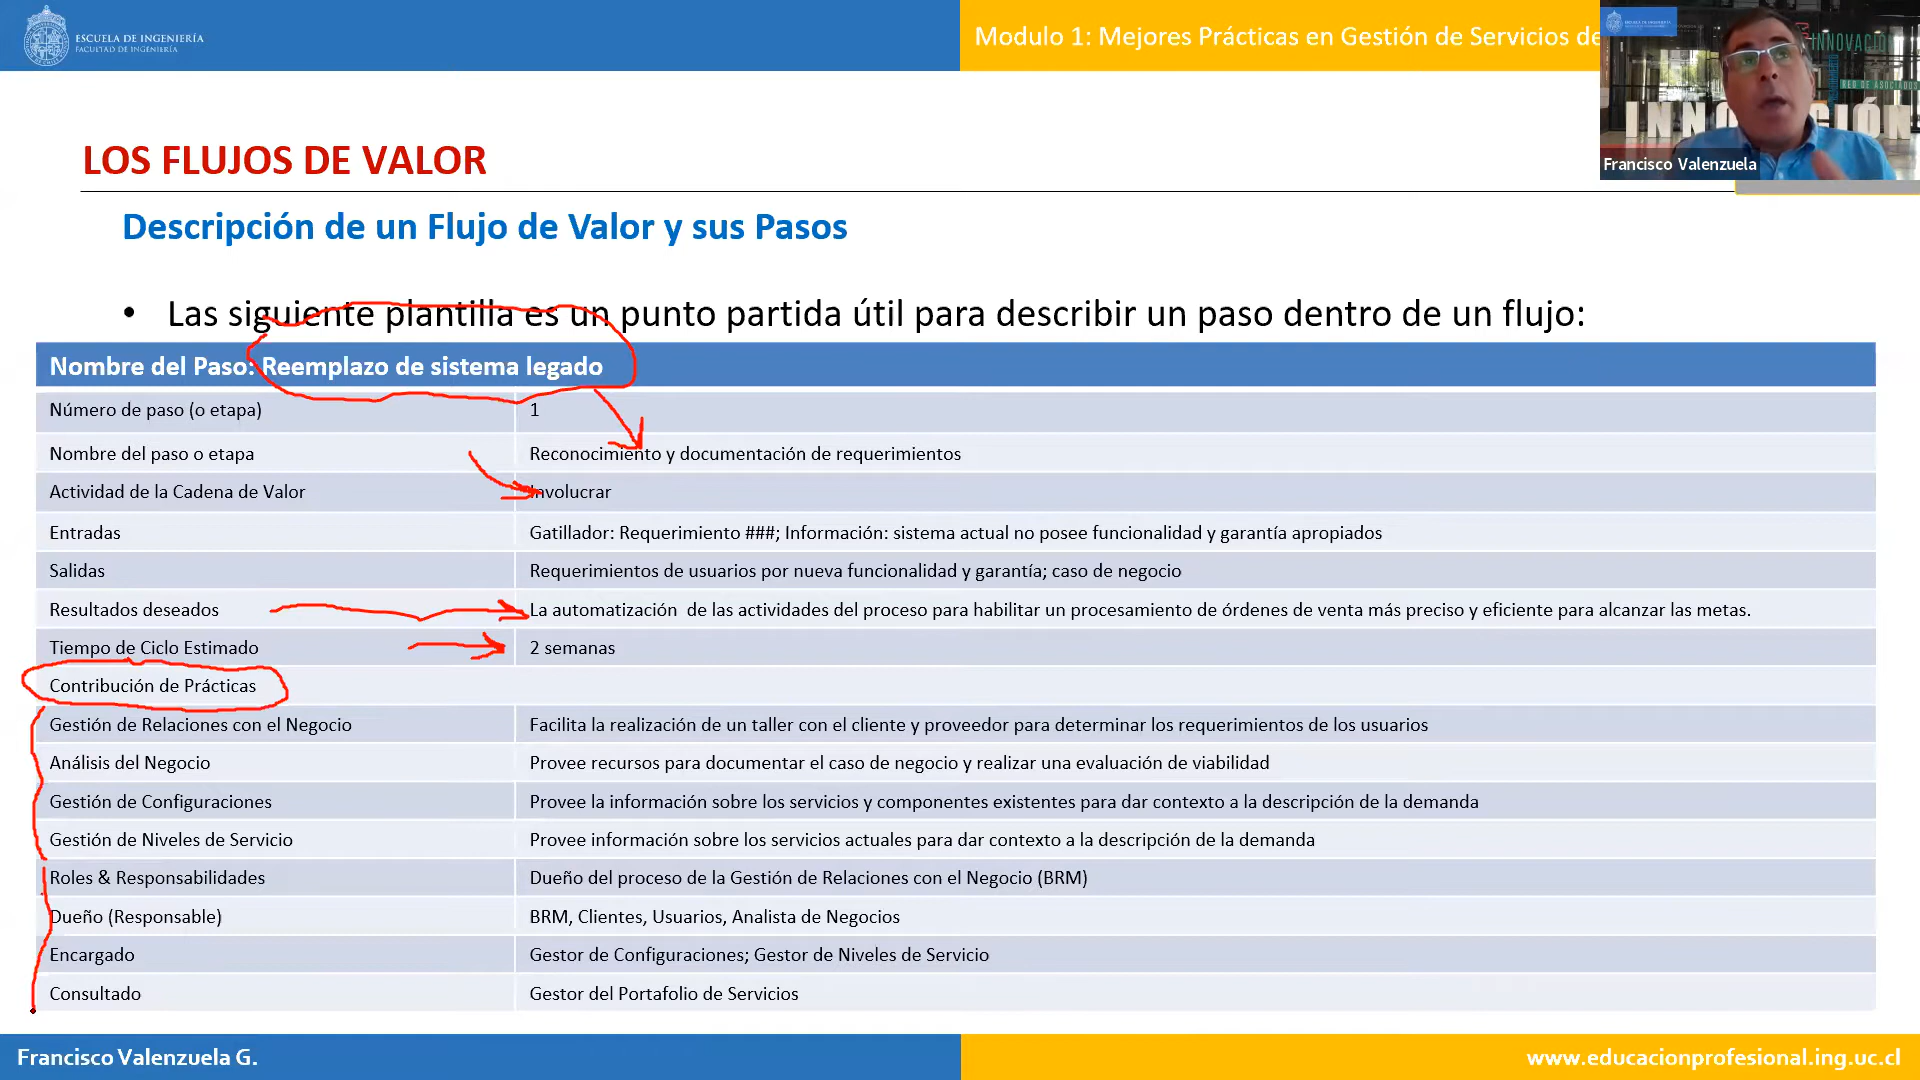 ESCUELA DE INGENIERÍA
FACULTAD DE INGENIERÍA
Modulo 1: Mejores Prácticas en Gestión de Servicios de
INNOVACIÓN
RED DE ASOCIADOS
Francisco Valenzuela
LOS FLUJOS DE VALOR
Descripción de un Flujo de Valor y sus Pasos
• Las siguiente plantilla es un punto partida útil para describir un paso dentro de un flujo:
Nombre del Paso: Reemplazo de sistema legado
Número de paso (o etapa) 1
Nombre del paso o etapa Reconocimiento y documentación de requerimientos
Actividad de la Cadena de Valor Involucrar
Entradas Gatillador: Requerimiento ###; Información: sistema actual no posee funcionalidad y garantía apropiados
Salidas Requerimientos de usuarios por nueva funcionalidad y garantía; caso de negocio
Resultados deseados La automatización de las actividades del proceso para habilitar un procesamiento de órdenes de venta más preciso y eficiente para alcanzar las metas.
Tiempo de Ciclo Estimado 2 semanas
Contribución de Prácticas
Gestión de Relaciones con el Negocio Facilita la realización de un taller con el cliente y proveedor para determinar los requerimientos de los usuarios
Análisis del Negocio Provee recursos para documentar el caso de negocio y realizar una evaluación de viabilidad
Gestión de Configuraciones Provee la información sobre los servicios y componentes existentes para dar contexto a la descripción de la demanda
Gestión de Niveles de Servicio Provee información sobre los servicios actuales para dar contexto a la descripción de la demanda
Roles & Responsabilidades Dueño del proceso de la Gestión de Relaciones con el Negocio (BRM)
Dueño (Responsable) BRM, Clientes, Usuarios, Analista de Negocios
Encargado Gestor de Configuraciones; Gestor de Niveles de Servicio
Consultado Gestor del Portafolio de Servicios
Francisco Valenzuela G.
www.educacionprofesional.ing.uc.cl